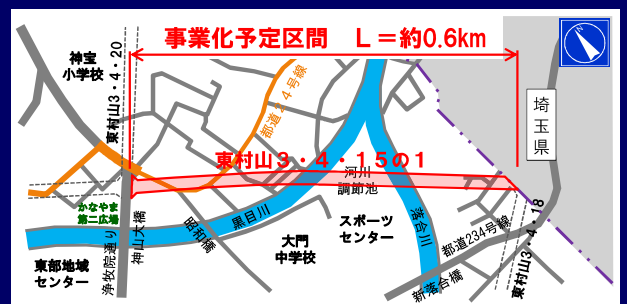 事業化予定区間　L＝約0.6km
神宝
小学校
東村山3・4・20
都道234号線
埼玉県
東村山3・4・15の1
河川
調節池
かなやま
第二広場
浄牧院通り
神山大橋
昭和橋
黒目川
大門
中学校
スポーツ
センター
落合川
都道234号線
新落合橋
東村山3・4・18
東部地域
センター